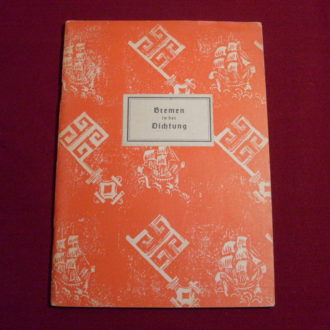 Bremen
in der
Dichtung